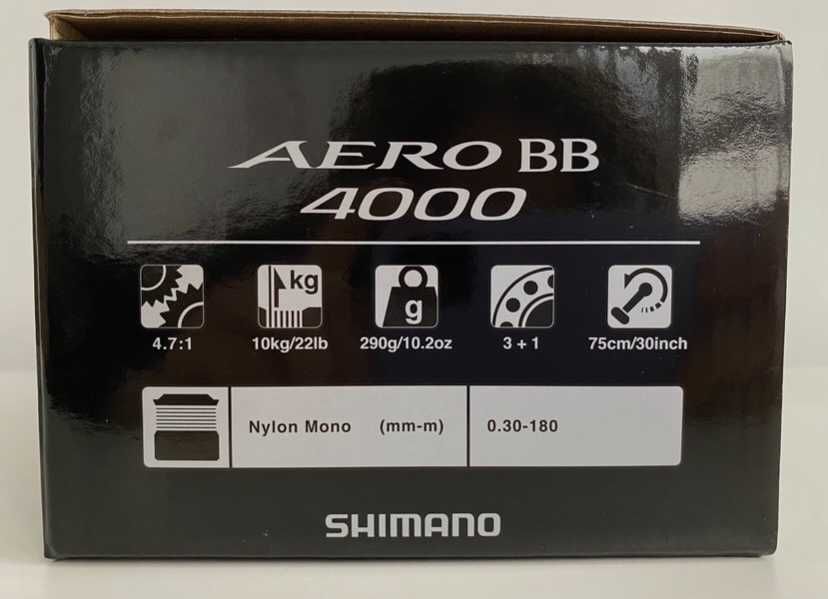 AERO BB
4000
kg
g
4.7:1 10kg/22lb 290g/10.2oz 3 + 1 75cm/30inch
Nylon Mono (mm-m) 0.30-180
SHIMANO